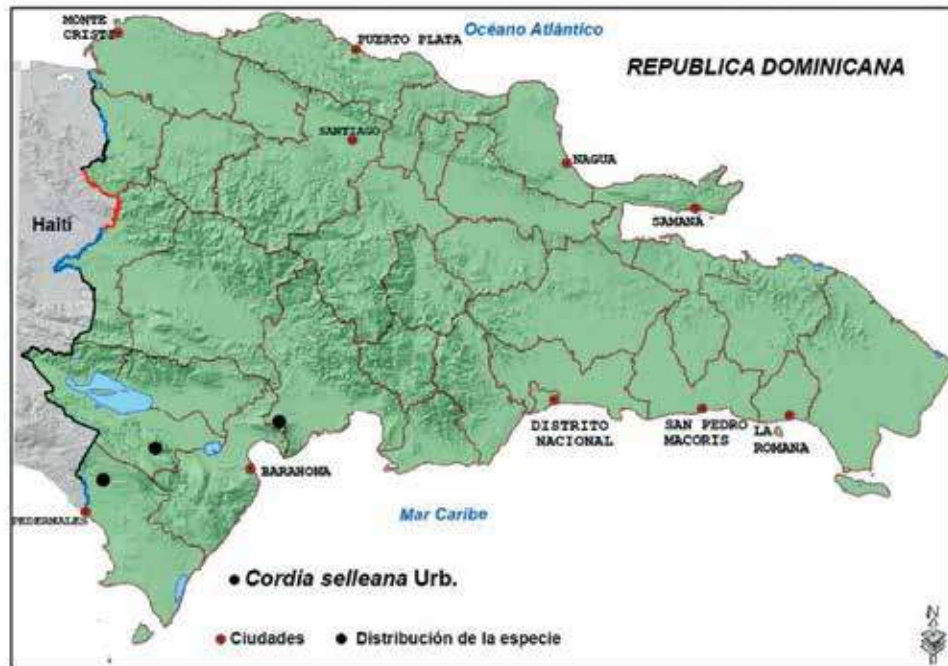 MONTE
CRISTI
PUERTO PLATA
Océano Atlántico
REPUBLICA DOMINICANA
SANTIAGO
NAGUA
SAMANA
Haití
DISTRITO
NACIONAL
SAN PEDRO
MACORIS
LA
ROMANA
BARAHONA
PEDERNALES
Mar Caribe
Cordia selleana Urb.
Ciudades
Distribución de la especie
N